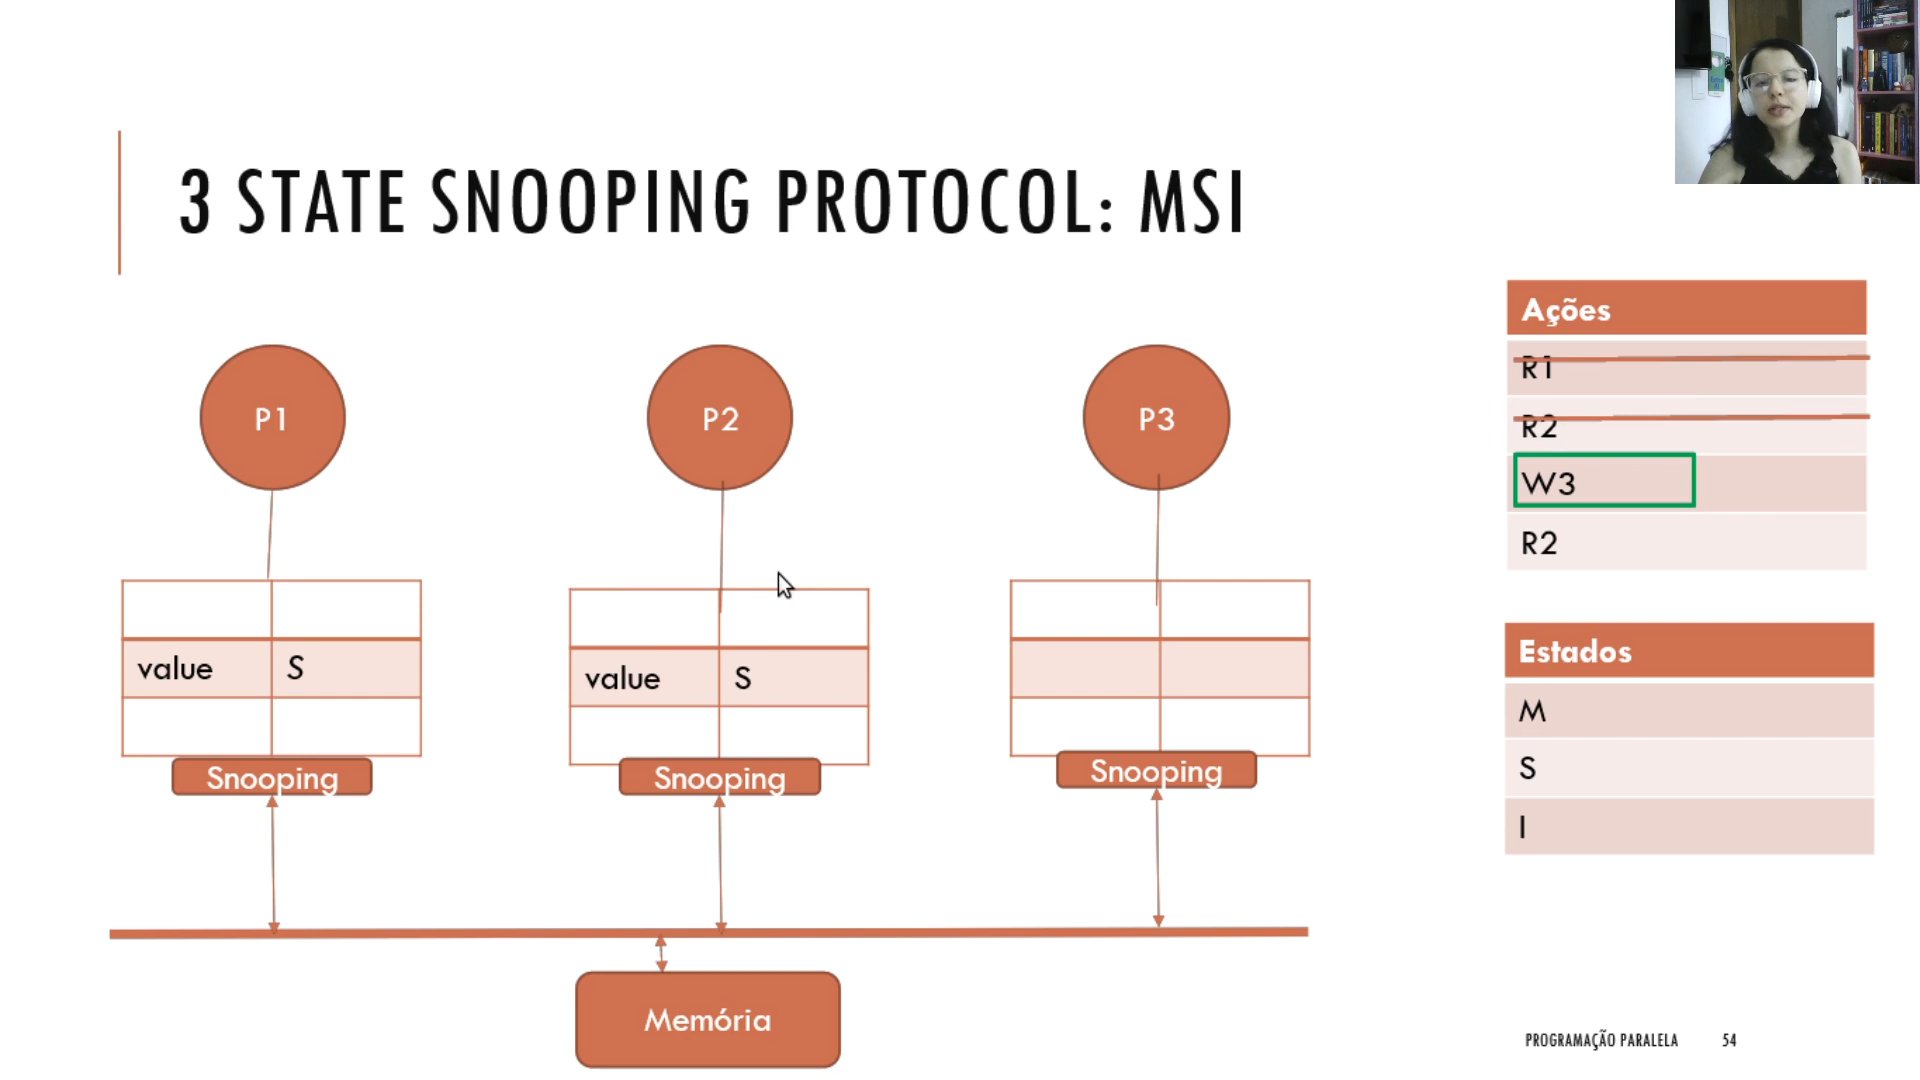 3 STATE SNOOPING PROTOCOL: MSI
P1
P2
P3
value S
value S
Snooping
Snooping
Snooping
Memória
Ações
R1
R2
W3
R2
Estados
M
S
I
PROGRAMAÇÃO PARALELA 54